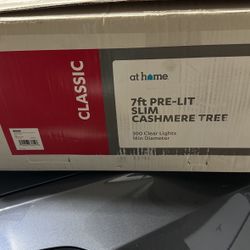 CLASSIC
at home
7ft PRE-LIT
SLIM
CASHMERE TREE
300 Clear Lights